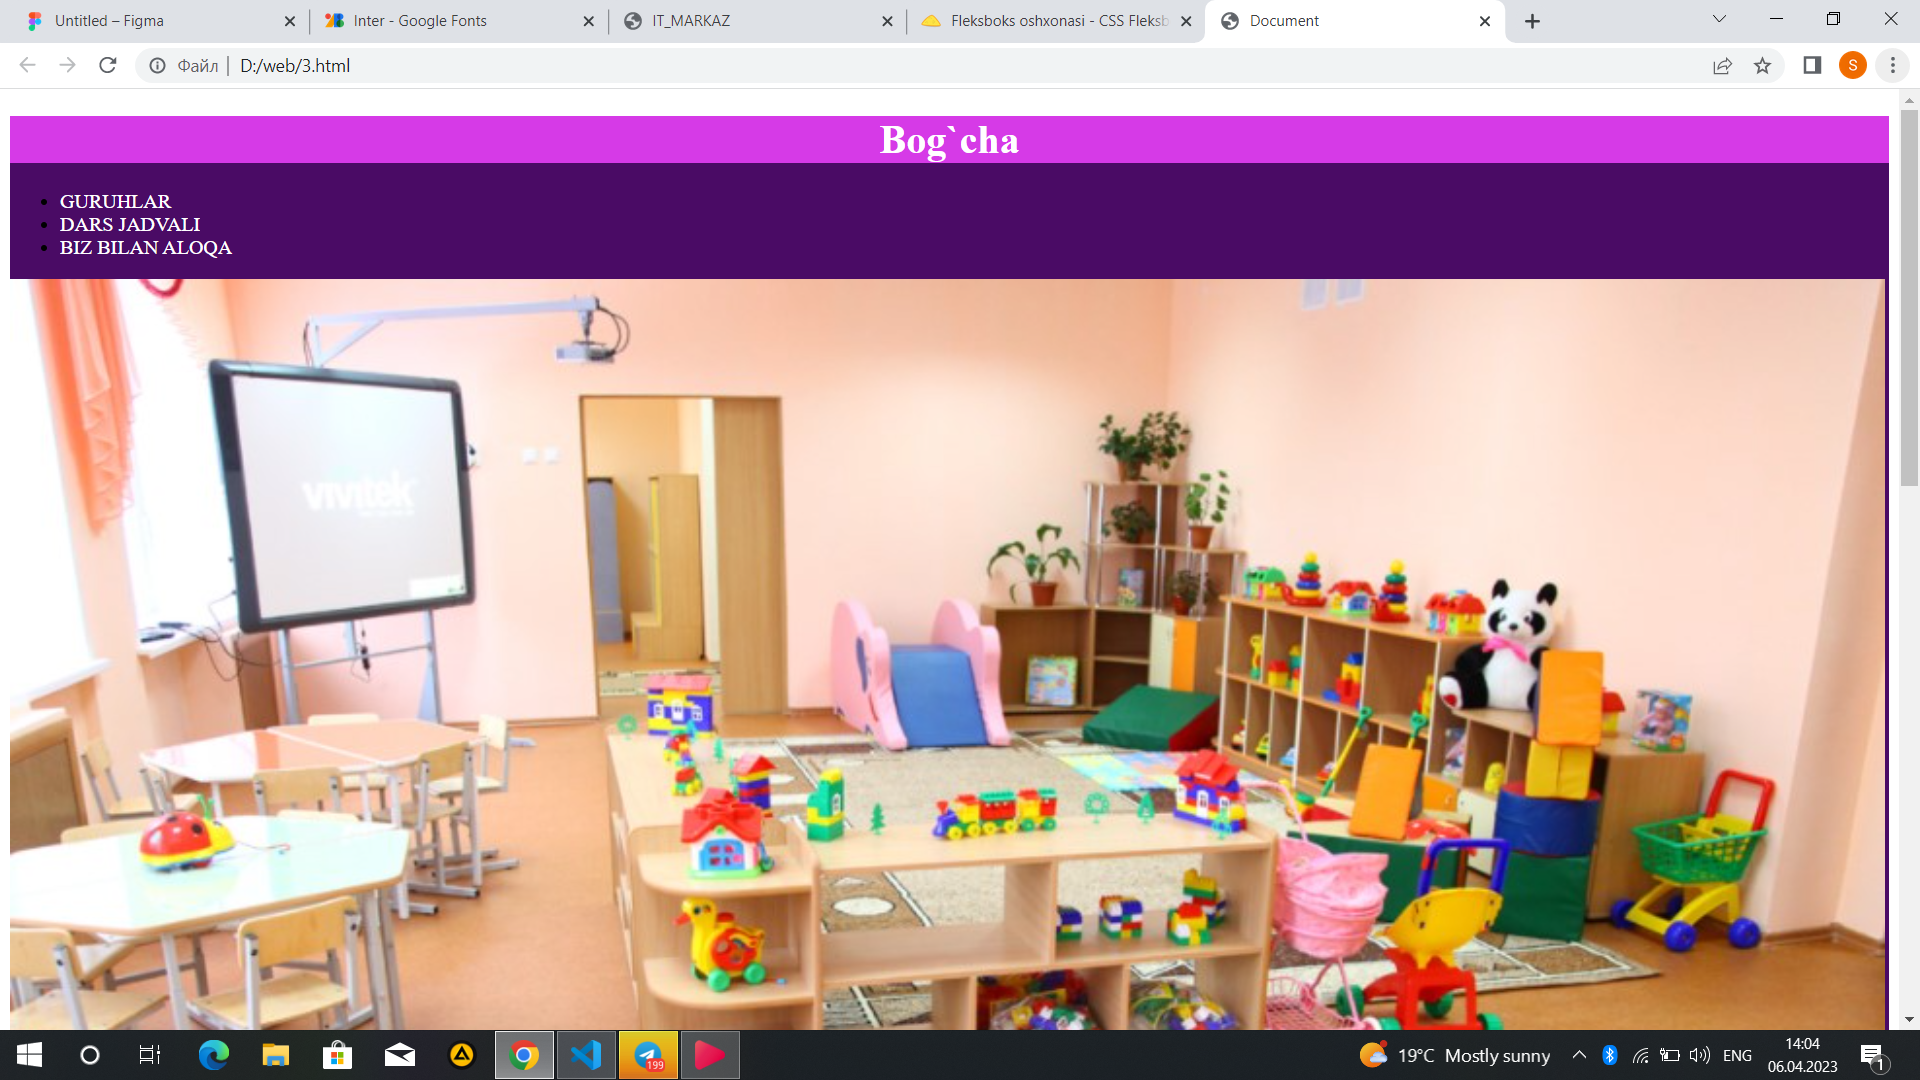 Untitled – Figma
Inter - Google Fonts
IT_MARKAZ
Fleksboks oshxonasi - CSS Fleksb
Document
Файл
D:/web/3.html
S
Bog`cha
GURUHLAR
DARS JADVALI
BIZ BILAN ALOQA
vivitek
199
19°C Mostly sunny
ENG
14:04
06.04.2023
1